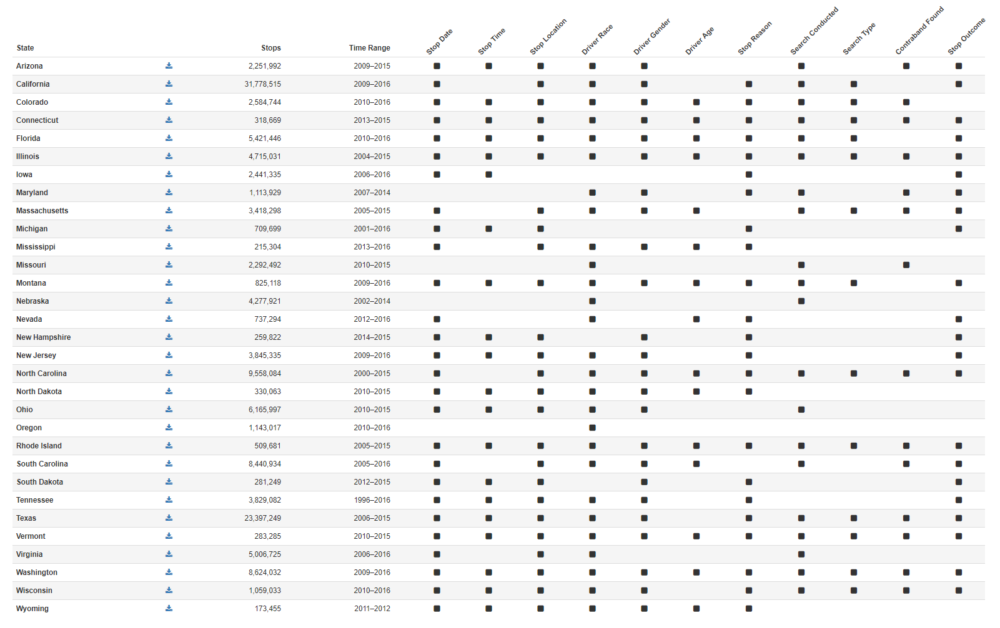 State Stops Time Range Stop Date Stop Time Stop Location Driver Race Driver Gender Driver Age Stop Reason Search Conducted Search Type Contraband Found Stop Outcome
Arizona 2,251,992 2009–2015
California 31,778,515 2009–2016
Colorado 2,584,744 2010–2016
Connecticut 318,669 2013–2015
Florida 5,421,446 2010–2016
Illinois 4,715,031 2004–2015
Iowa 2,441,335 2006–2016
Maryland 1,113,929 2007–2014
Massachusetts 3,418,298 2005–2015
Michigan 709,699 2001–2016
Mississippi 215,304 2013–2016
Missouri 2,292,492 2010–2015
Montana 825,118 2009–2016
Nebraska 4,277,921 2002–2014
Nevada 737,294 2012–2016
New Hampshire 259,822 2014–2015
New Jersey 3,845,335 2009–2016
North Carolina 9,558,084 2000–2015
North Dakota 330,063 2010–2015
Ohio 6,165,997 2010–2015
Oregon 1,143,017 2010–2016
Rhode Island 509,681 2005–2015
South Carolina 8,440,934 2005–2016
South Dakota 281,249 2012–2015
Tennessee 3,829,082 1996–2016
Texas 23,397,249 2006–2015
Vermont 283,285 2010–2015
Virginia 5,006,725 2006–2016
Washington 8,624,032 2009–2016
Wisconsin 1,059,033 2010–2016
Wyoming 173,455 2011–2012